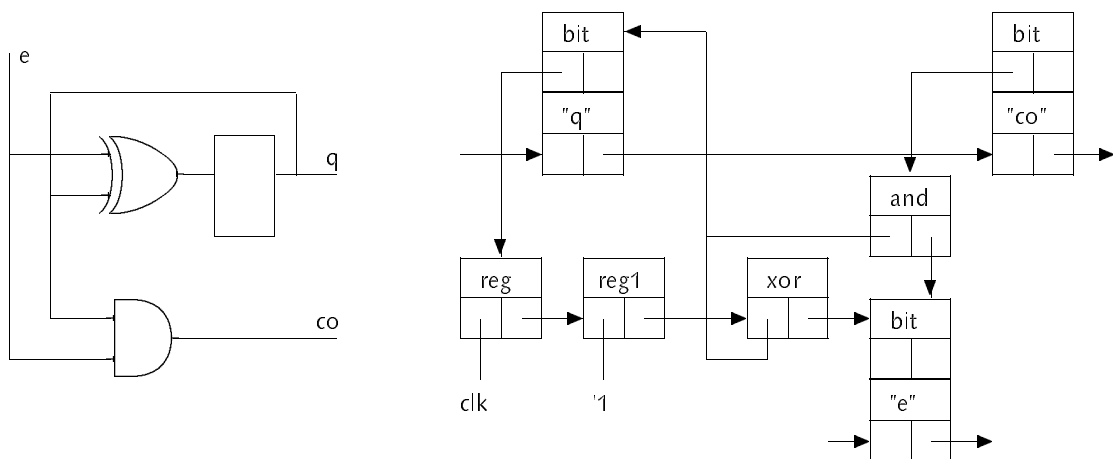 e
q
co
bit
"q"
bit
"co"
and
reg
reg1
xor
bit
"e"
clk
'1